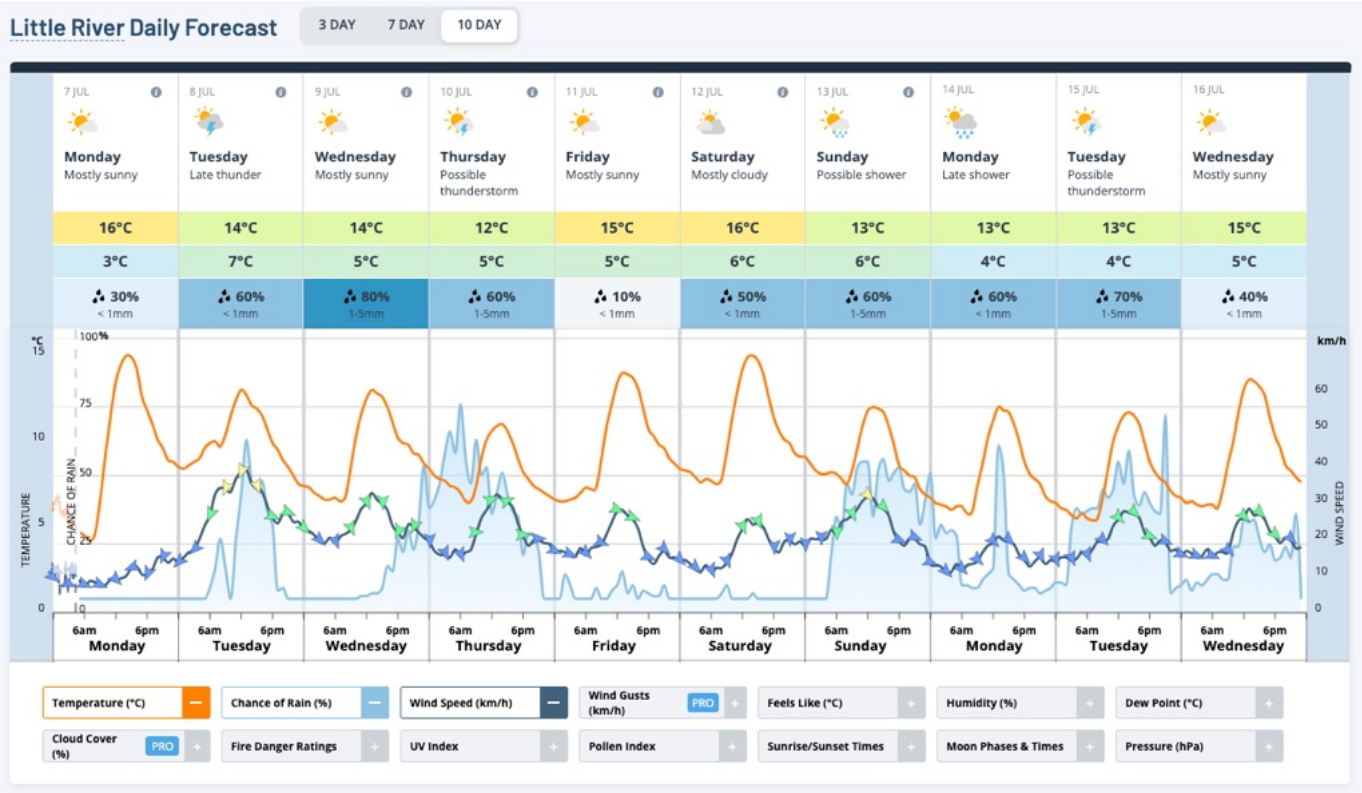 Little River Daily Forecast
3 DAY 7 DAY 10 DAY
7 JUL 8 JUL 9 JUL 10 JUL 11 JUL 12 JUL 13 JUL 14 JUL 15 JUL 16 JUL
Monday Tuesday Wednesday Thursday Friday Saturday Sunday Monday Tuesday Wednesday
Mostly sunny Late thunder Mostly sunny Possible Mostly sunny Mostly cloudy Possible shower Late shower Possible Mostly sunny
thunderstorm thunderstorm
16°C 14°C 14°C 12°C 15°C 16°C 13°C 13°C 13°C 15°C
3°C 7°C 5°C 5°C 5°C 6°C 6°C 4°C 4°C 5°C
30% 60% 80% 60% 10% 50% 60% 60% 70% 40%
< 1mm < 1mm 1-5mm 1-5mm < 1mm < 1mm 1-5mm < 1mm 1-5mm < 1mm
°C 100% km/h
15
75 60
10 50
50 40
TEMPERATURE CHANCE OF RAIN WIND SPEED
30
5 25 20
10
0 0 0
6am 6pm 6am 6pm 6am 6pm 6am 6pm 6am 6pm 6am 6pm 6am 6pm 6am 6pm 6am 6pm 6am 6pm
Monday Tuesday Wednesday Thursday Friday Saturday Sunday Monday Tuesday Wednesday
Temperature (°C) Chance of Rain (%) Wind Speed (km/h) Wind Gusts PRO Feels Like (°C) Humidity (%) Dew Point (°C)
(km/h)
Cloud Cover PRO Fire Danger Ratings UV Index Pollen Index Sunrise/Sunset Times Moon Phases & Times Pressure (hPa)
(%)